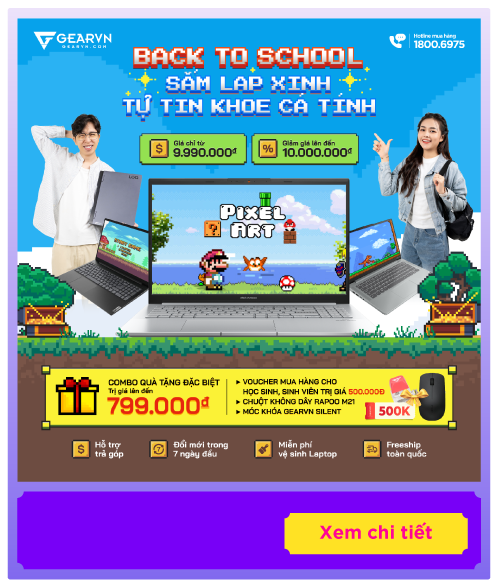 GEARVN
GEARVN.COM
Hotline mua hàng
1800.6975
BACK TO SCHOOL
SẮM LAP XINH
TỰ TIN KHOE CÁ TÍNH
$
Giá chỉ từ
9.990.000đ
%
Giảm giá lên đến
10.000.000đ
PIXEL
ART
?
COMBO QUÀ TẶNG ĐẶC BIỆT
Trị giá lên đến
799.000đ
▸ VOUCHER MUA HÀNG CHO
HỌC SINH, SINH VIÊN TRỊ GIÁ 500.000Đ
▸ CHUỘT KHÔNG DÂY RAPOO M21
▸ MÓC KHÓA GEARVN SILENT
500K
$
Hỗ trợ
trả góp
7
Đổi mới trong
7 ngày đầu
Miễn phí
vệ sinh Laptop
Freeship
toàn quốc
Xem chi tiết